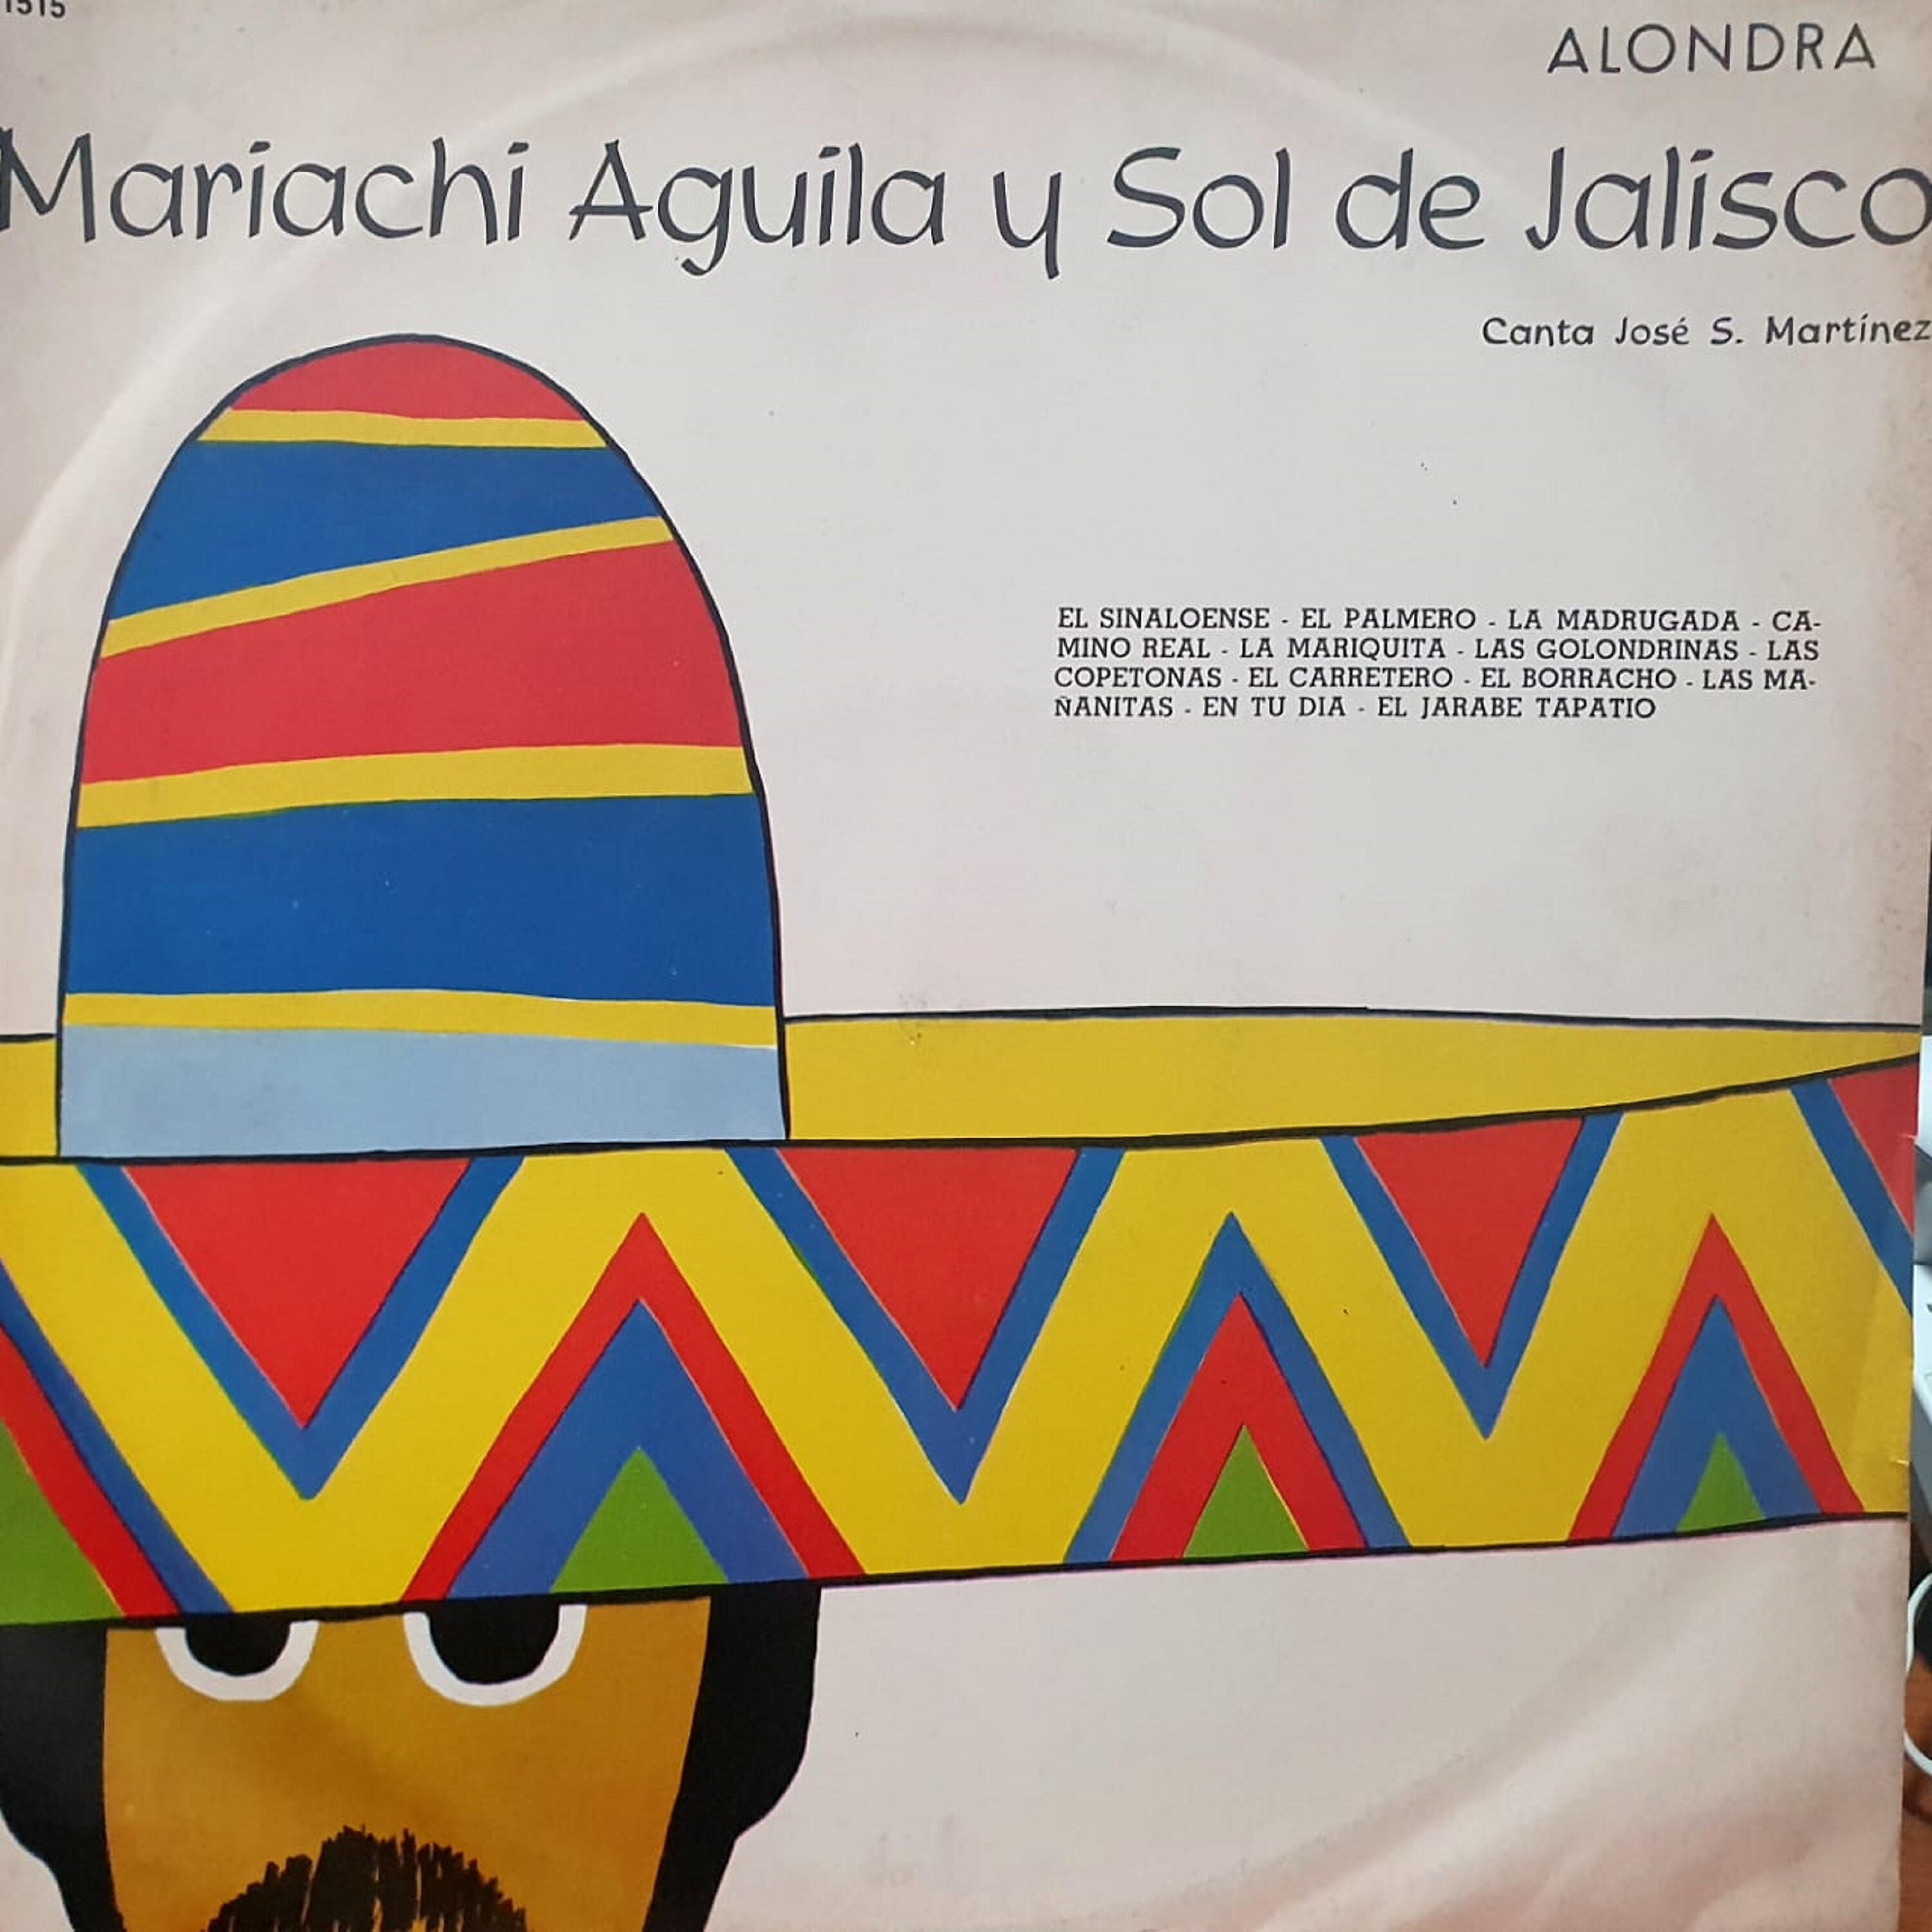 1515
ALONDRA
Mariachi Aguila y Sol de Jalisco
Canta José S. Martínez
EL SINALOENSE - EL PALMERO - LA MADRUGADA - CA-
MINO REAL - LA MARIQUITA - LAS GOLONDRINAS - LAS
COPETONAS - EL CARRETERO - EL BORRACHO - LAS MA-
ÑANITAS - EN TU DIA - EL JARABE TAPATIO